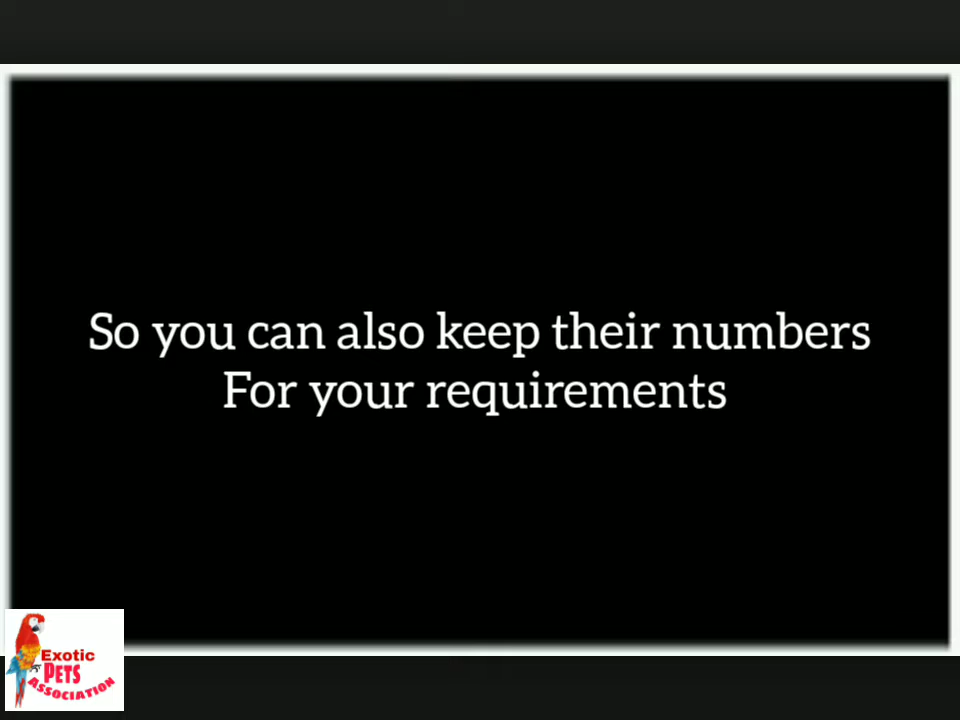 So you can also keep their numbers
For your requirements
Exotic
PETS
ASSOCIATION